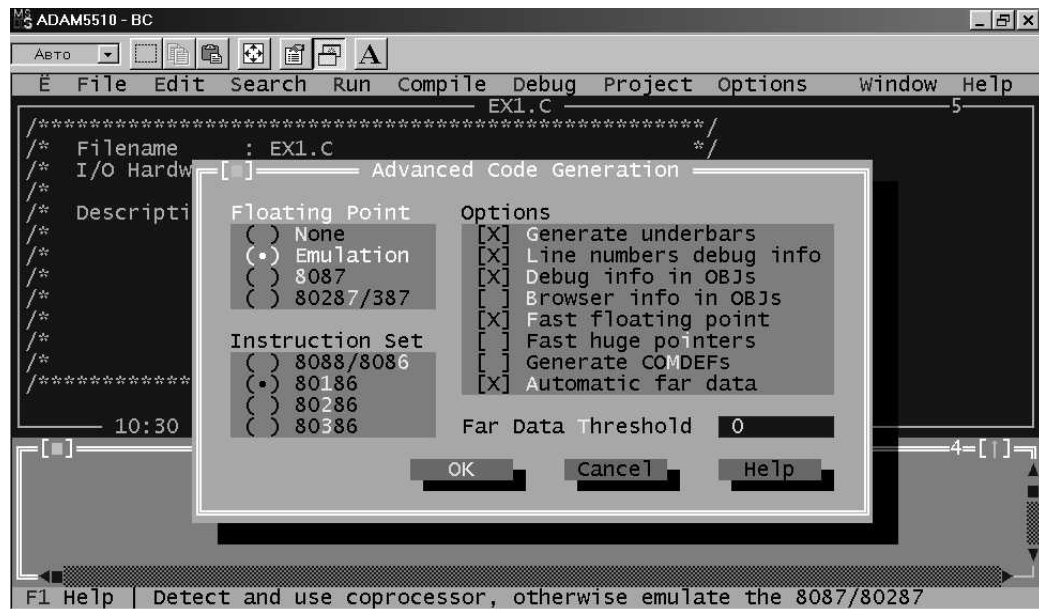 MS ADAM5510 - BC
Авто A
Ë File Edit Search Run Compile Debug Project Options Window Help
EX1.C 5
/******************************************************/
/* Filename : EX1.C */
/* I/O Hardw
/*
/* Descripti
/*
/*
/*
/*
/*
/*
/*
/************
10:30
[■] Advanced Code Generation
Floating Point
( ) None
(•) Emulation
( ) 8087
( ) 80287/387
Instruction Set
( ) 8088/8086
(•) 80186
( ) 80286
( ) 80386
Options
[X] Generate underbars
[X] Line numbers debug info
[X] Debug info in OBJs
[ ] Browser info in OBJs
[X] Fast floating point
[ ] Fast huge pointers
[ ] Generate COMDEFs
[X] Automatic far data
Far Data Threshold 0
OK Cancel Help
[■] 4=[↑]
F1 Help | Detect and use coprocessor, otherwise emulate the 8087/80287